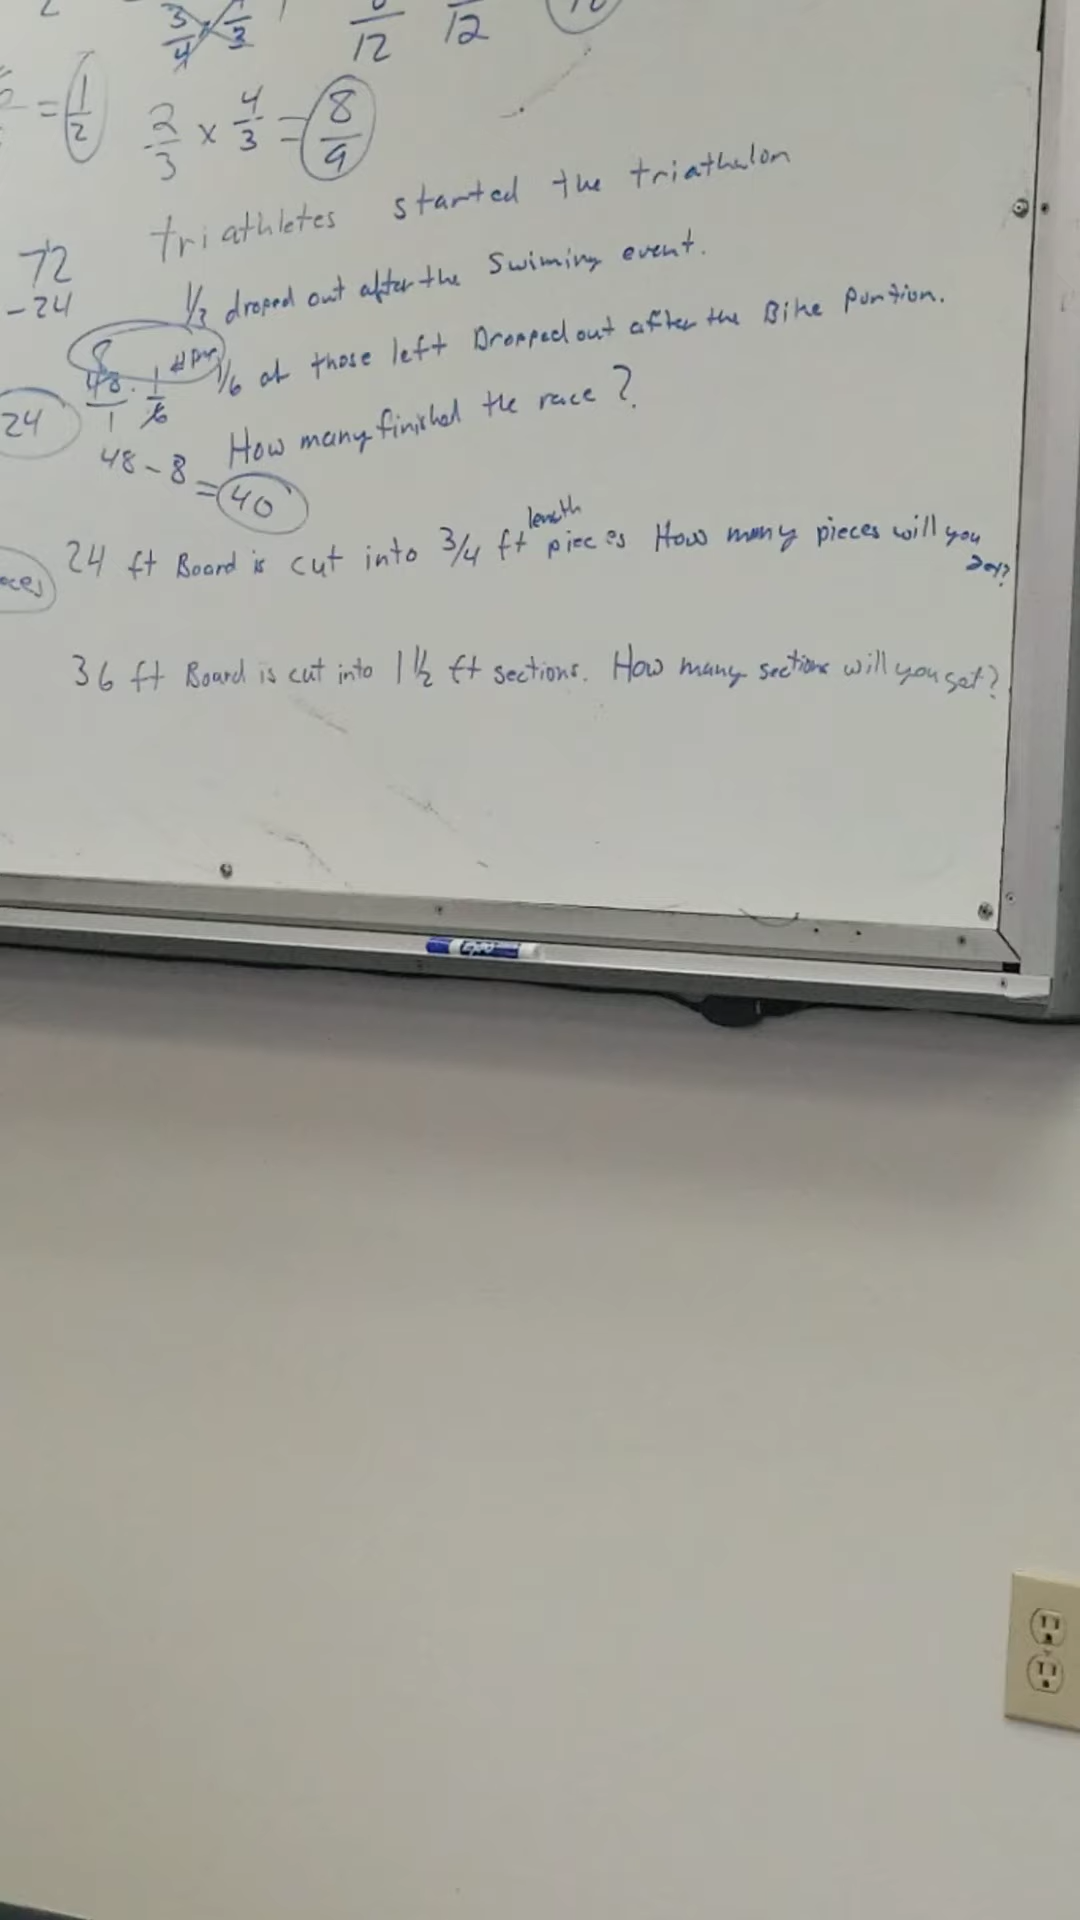 3/4 1/3
12 12
= 1/2
2/3 x 4/3 = 8/9
72 triathletes started the triathalon
-24 1/3 droped out after the Swiming event.
8
48/1 · 1/6 1/6 of those left Dropped out after the Bike Portion.
24
How many finished the race?
48 - 8 = 40
length
24 ft Board is cut into 3/4 ft pieces How many pieces will you
36 ft Board is cut into 1 1/2 ft sections. How many sections will you get?
expo